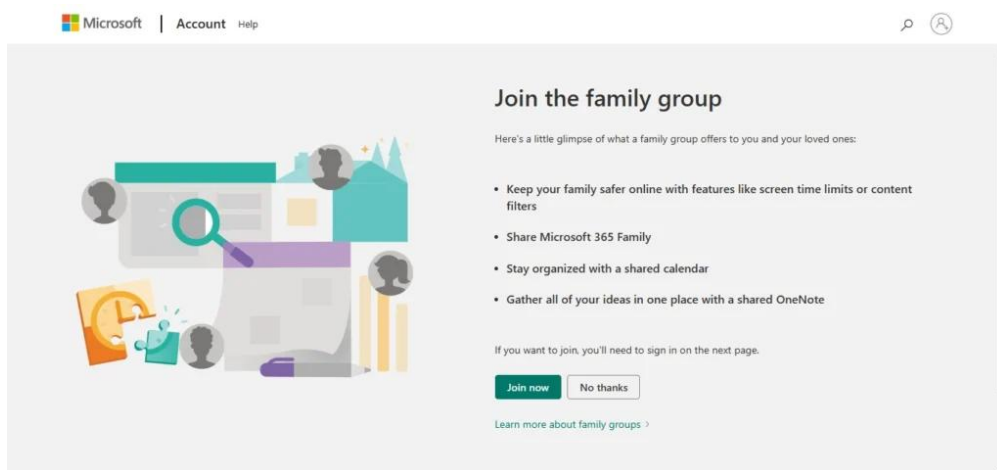 Microsoft | Account Help
Join the family group
Here's a little glimpse of what a family group offers to you and your loved ones:
• Keep your family safer online with features like screen time limits or content
filters
• Share Microsoft 365 Family
• Stay organized with a shared calendar
• Gather all of your ideas in one place with a shared OneNote
If you want to join, you'll need to sign in on the next page.
Join now No thanks
Learn more about family groups >